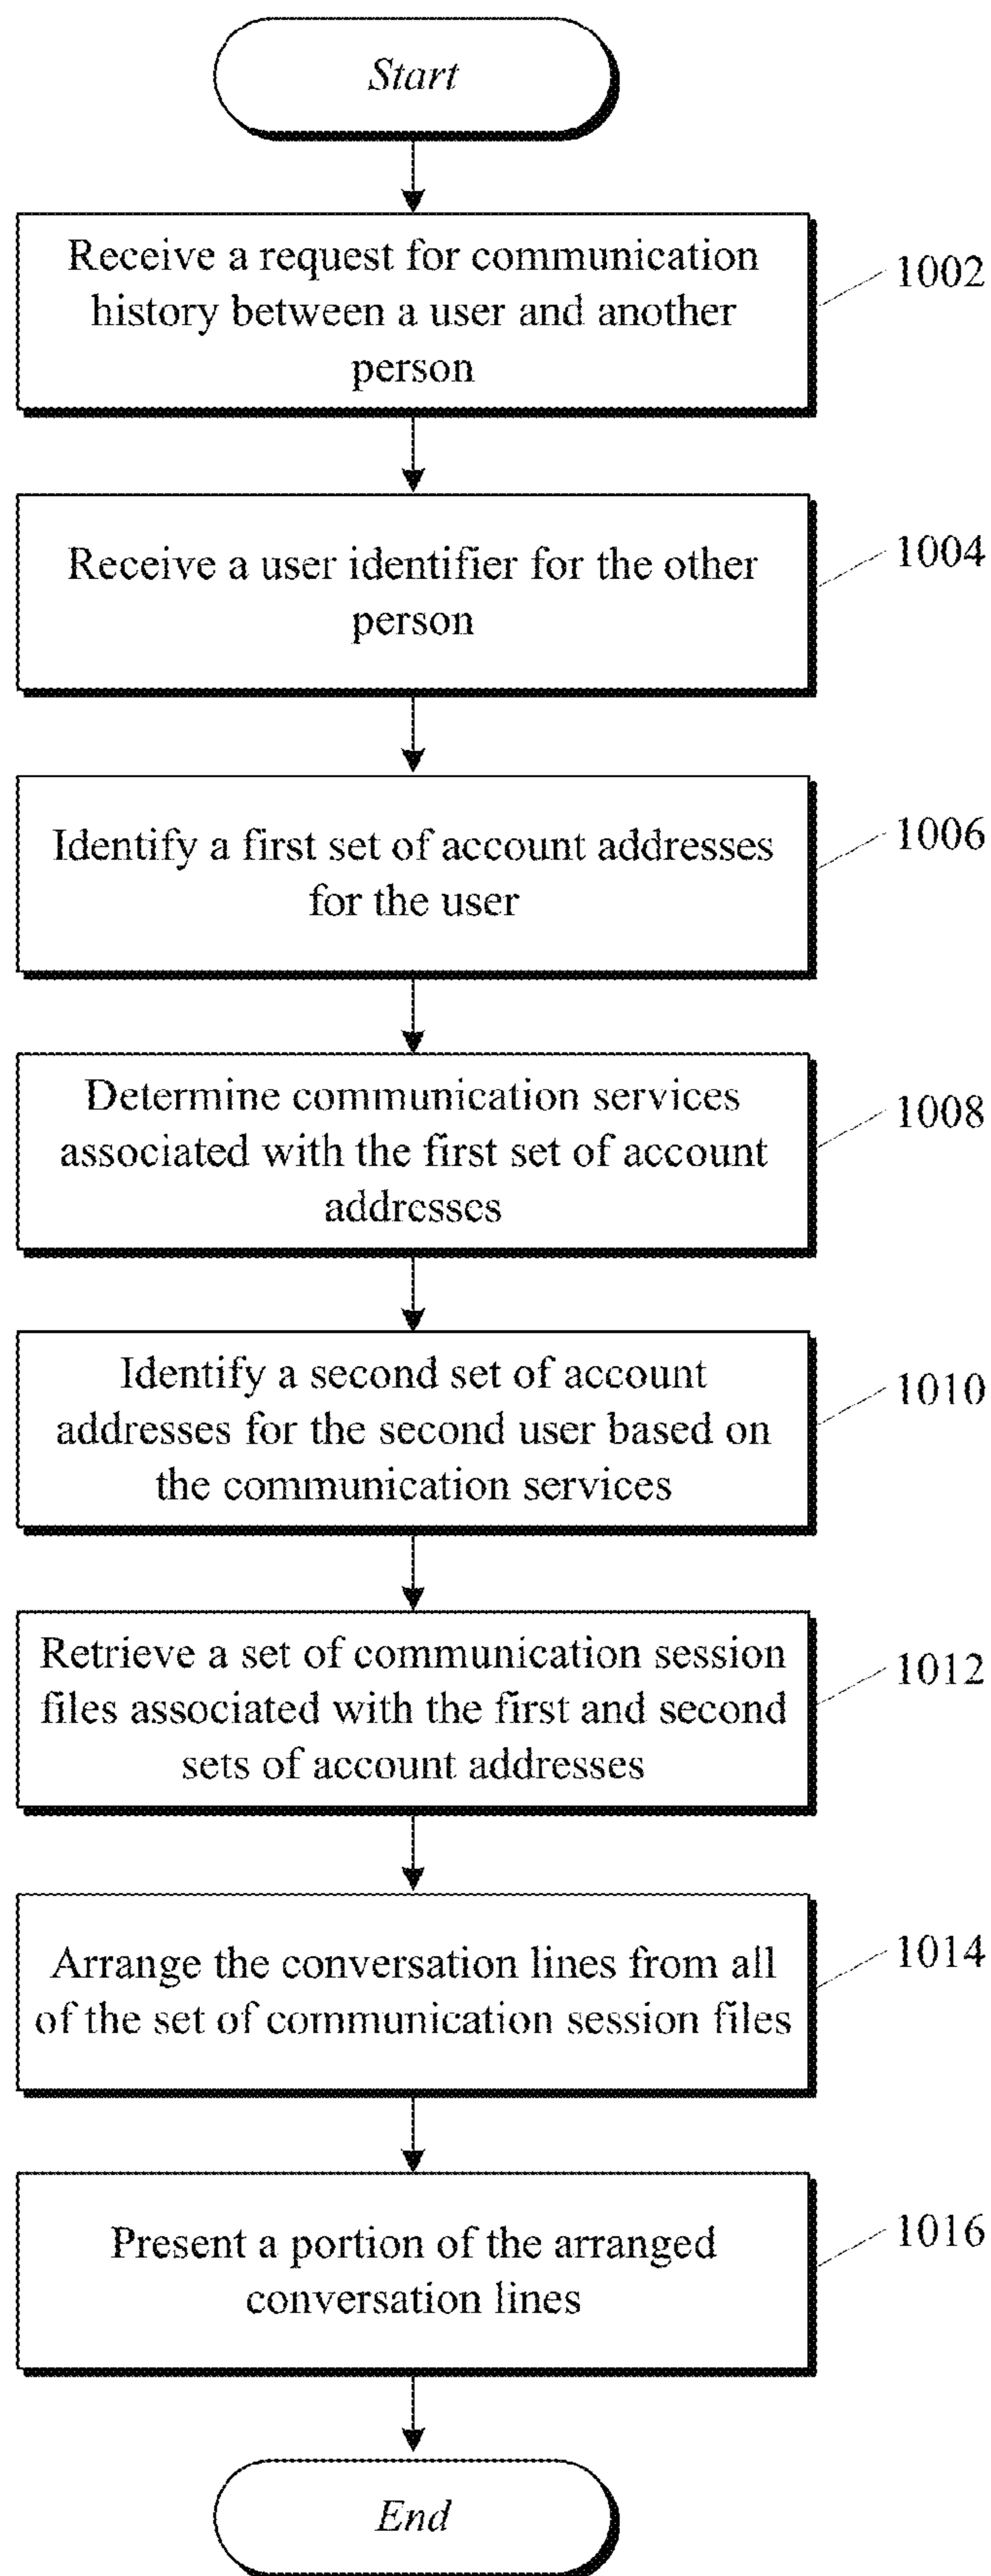 Start
Receive a request for communication
history between a user and another
person
1002
Receive a user identifier for the other
person
1004
Identify a first set of account addresses
for the user
1006
Determine communication services
associated with the first set of account
addresses
1008
Identify a second set of account
addresses for the second user based on
the communication services
1010
Retrieve a set of communication session
files associated with the first and second
sets of account addresses
1012
Arrange the conversation lines from all
of the set of communication session files
1014
Present a portion of the arranged
conversation lines
1016
End